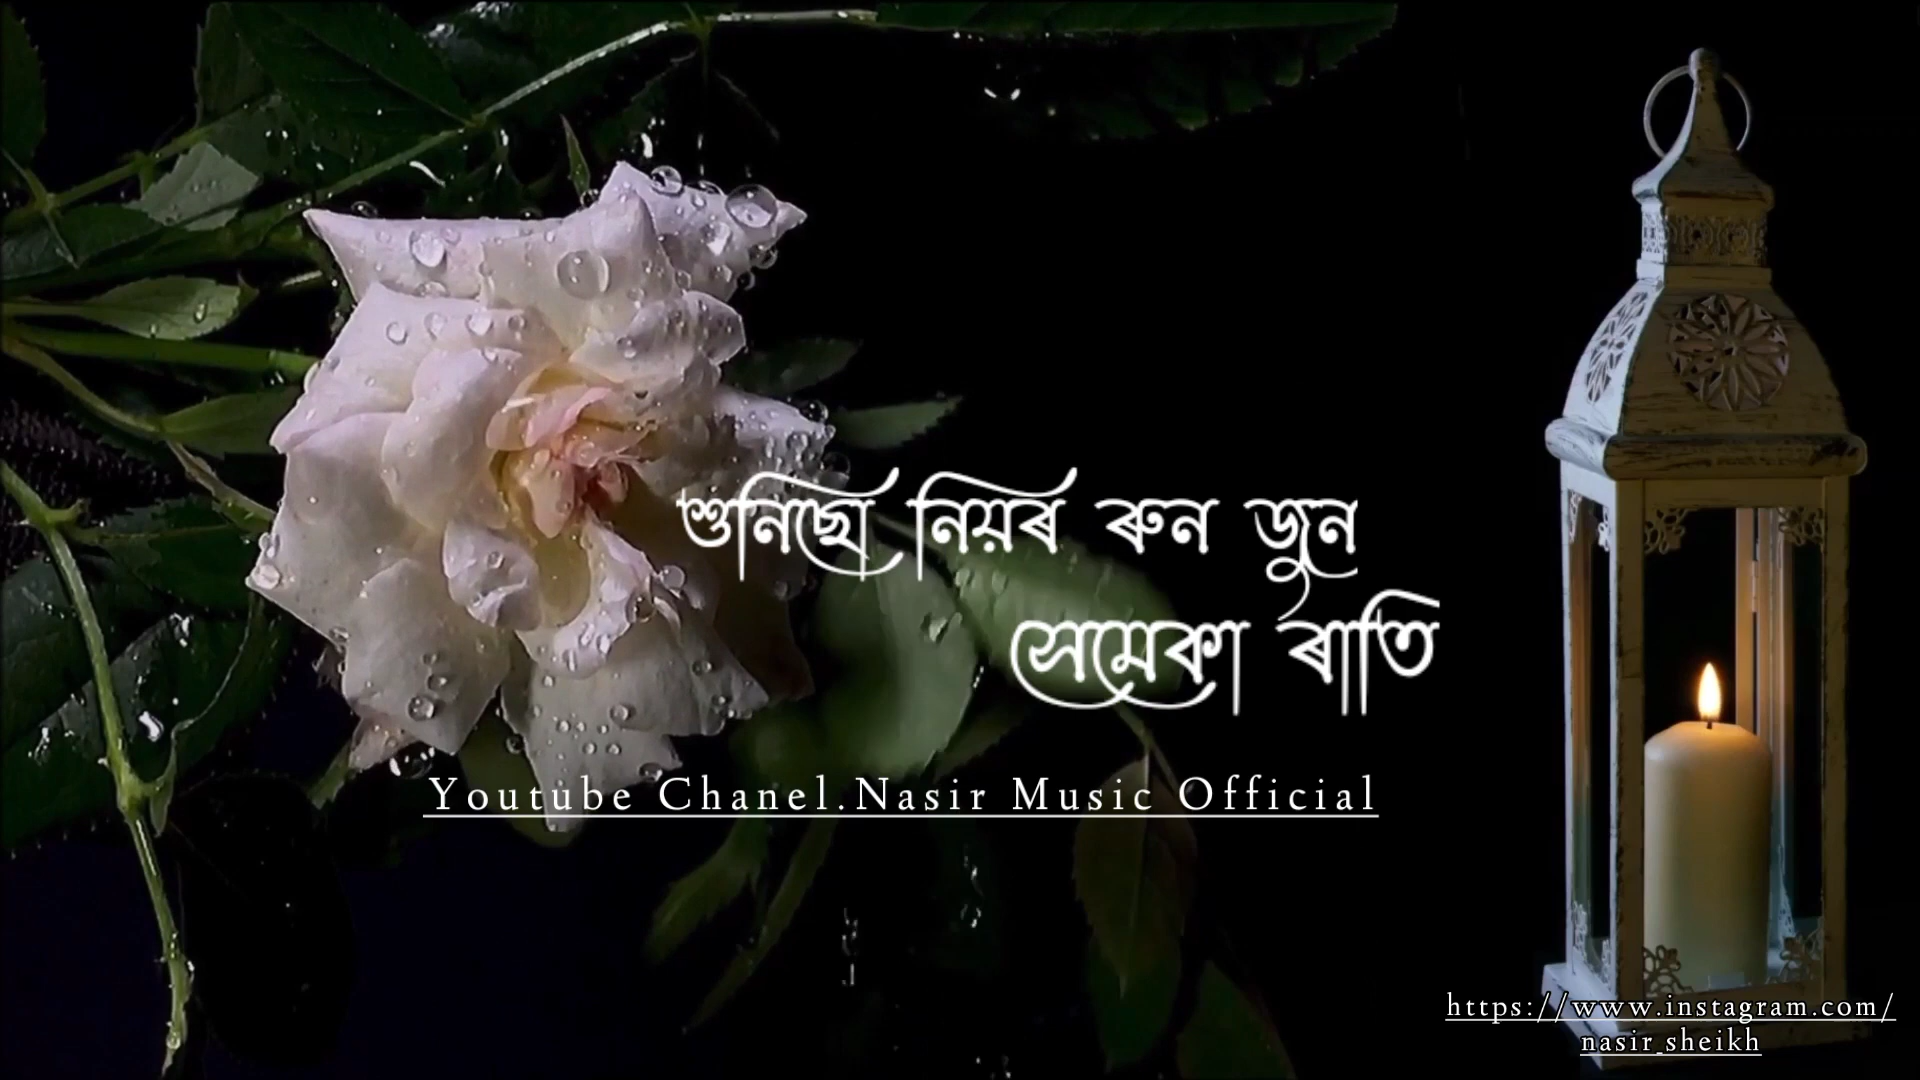 শুনিছো নিয়ৰ ৰুন জুন
সেমেকা ৰাতি
Youtube Chanel.Nasir Music Official
https://www.instagram.com/
nasir_sheikh